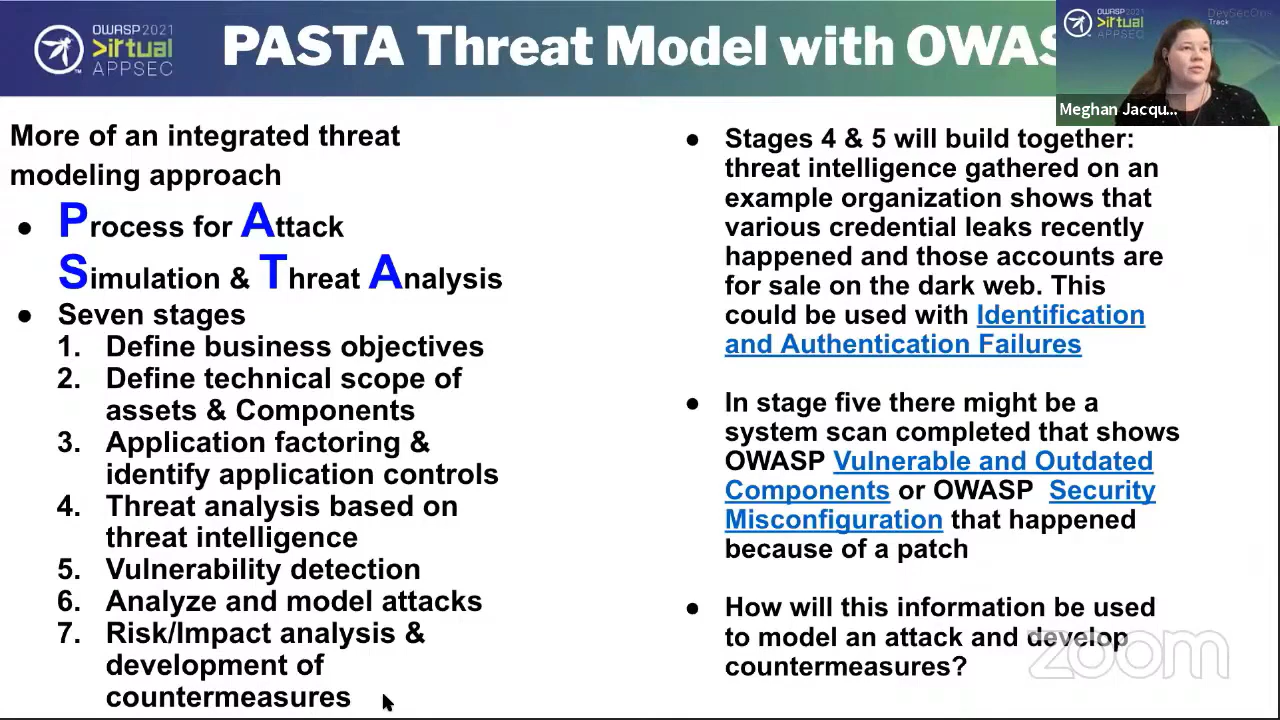 OWASP2021
>irtual
APPSEC
PASTA Threat Model with OWAS
DevSecOps
Track
OWASP2021
>irtual
APPSEC
Meghan Jacqu...
More of an integrated threat
modeling approach
● Process for Attack
Simulation & Threat Analysis
● Seven stages
1. Define business objectives
2. Define technical scope of
assets & Components
3. Application factoring &
identify application controls
4. Threat analysis based on
threat intelligence
5. Vulnerability detection
6. Analyze and model attacks
7. Risk/Impact analysis &
development of
countermeasures
● Stages 4 & 5 will build together:
threat intelligence gathered on an
example organization shows that
various credential leaks recently
happened and those accounts are
for sale on the dark web. This
could be used with Identification
and Authentication Failures
● In stage five there might be a
system scan completed that shows
OWASP Vulnerable and Outdated
Components or OWASP Security
Misconfiguration that happened
because of a patch
● How will this information be used
to model an attack and develop
countermeasures?
zoom